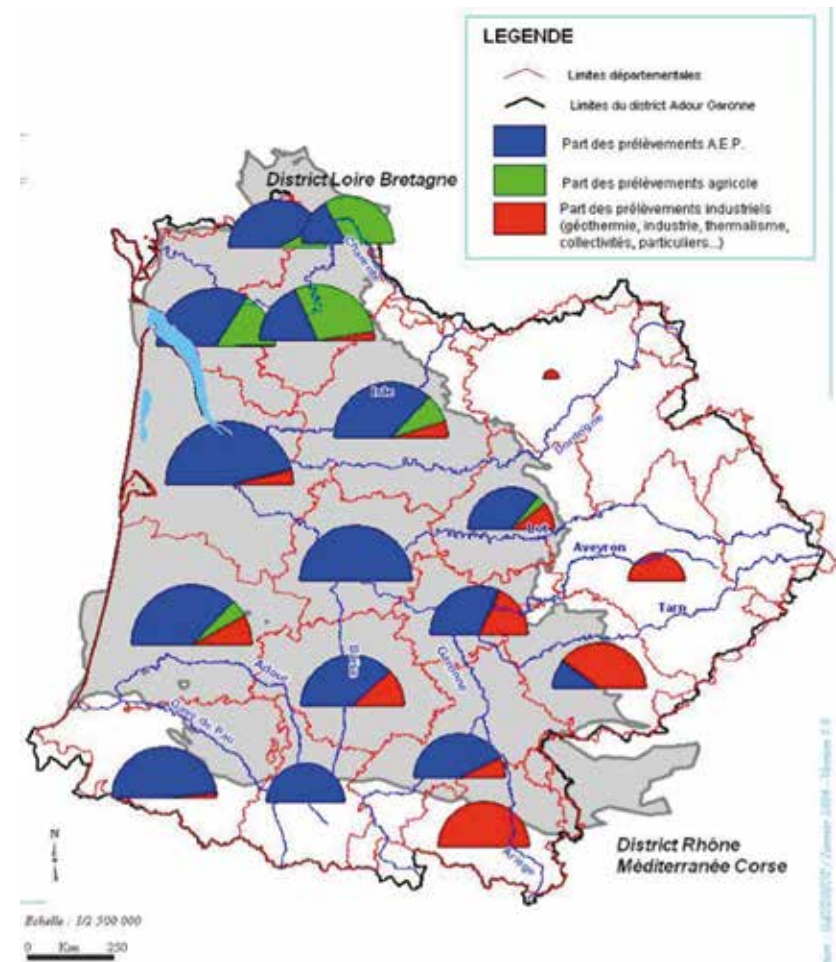 LEGENDE
Limites départementales
Limites du district Adour Garonne
Part des prélèvements A.E.P.
Part des prélèvements agricole
Part des prélèvements industriels
(géothermie, industrie, thermalisme,
collectivités, particuliers...)
District Loire Bretagne
Charente
Isle
Dordogne
Lot
Aveyron
Tarn
Garonne
Adour
Gave de Pau
Ariège
District Rhône
Méditerranée Corse
N
Echelle : 1/2 500 000
0 Km 250